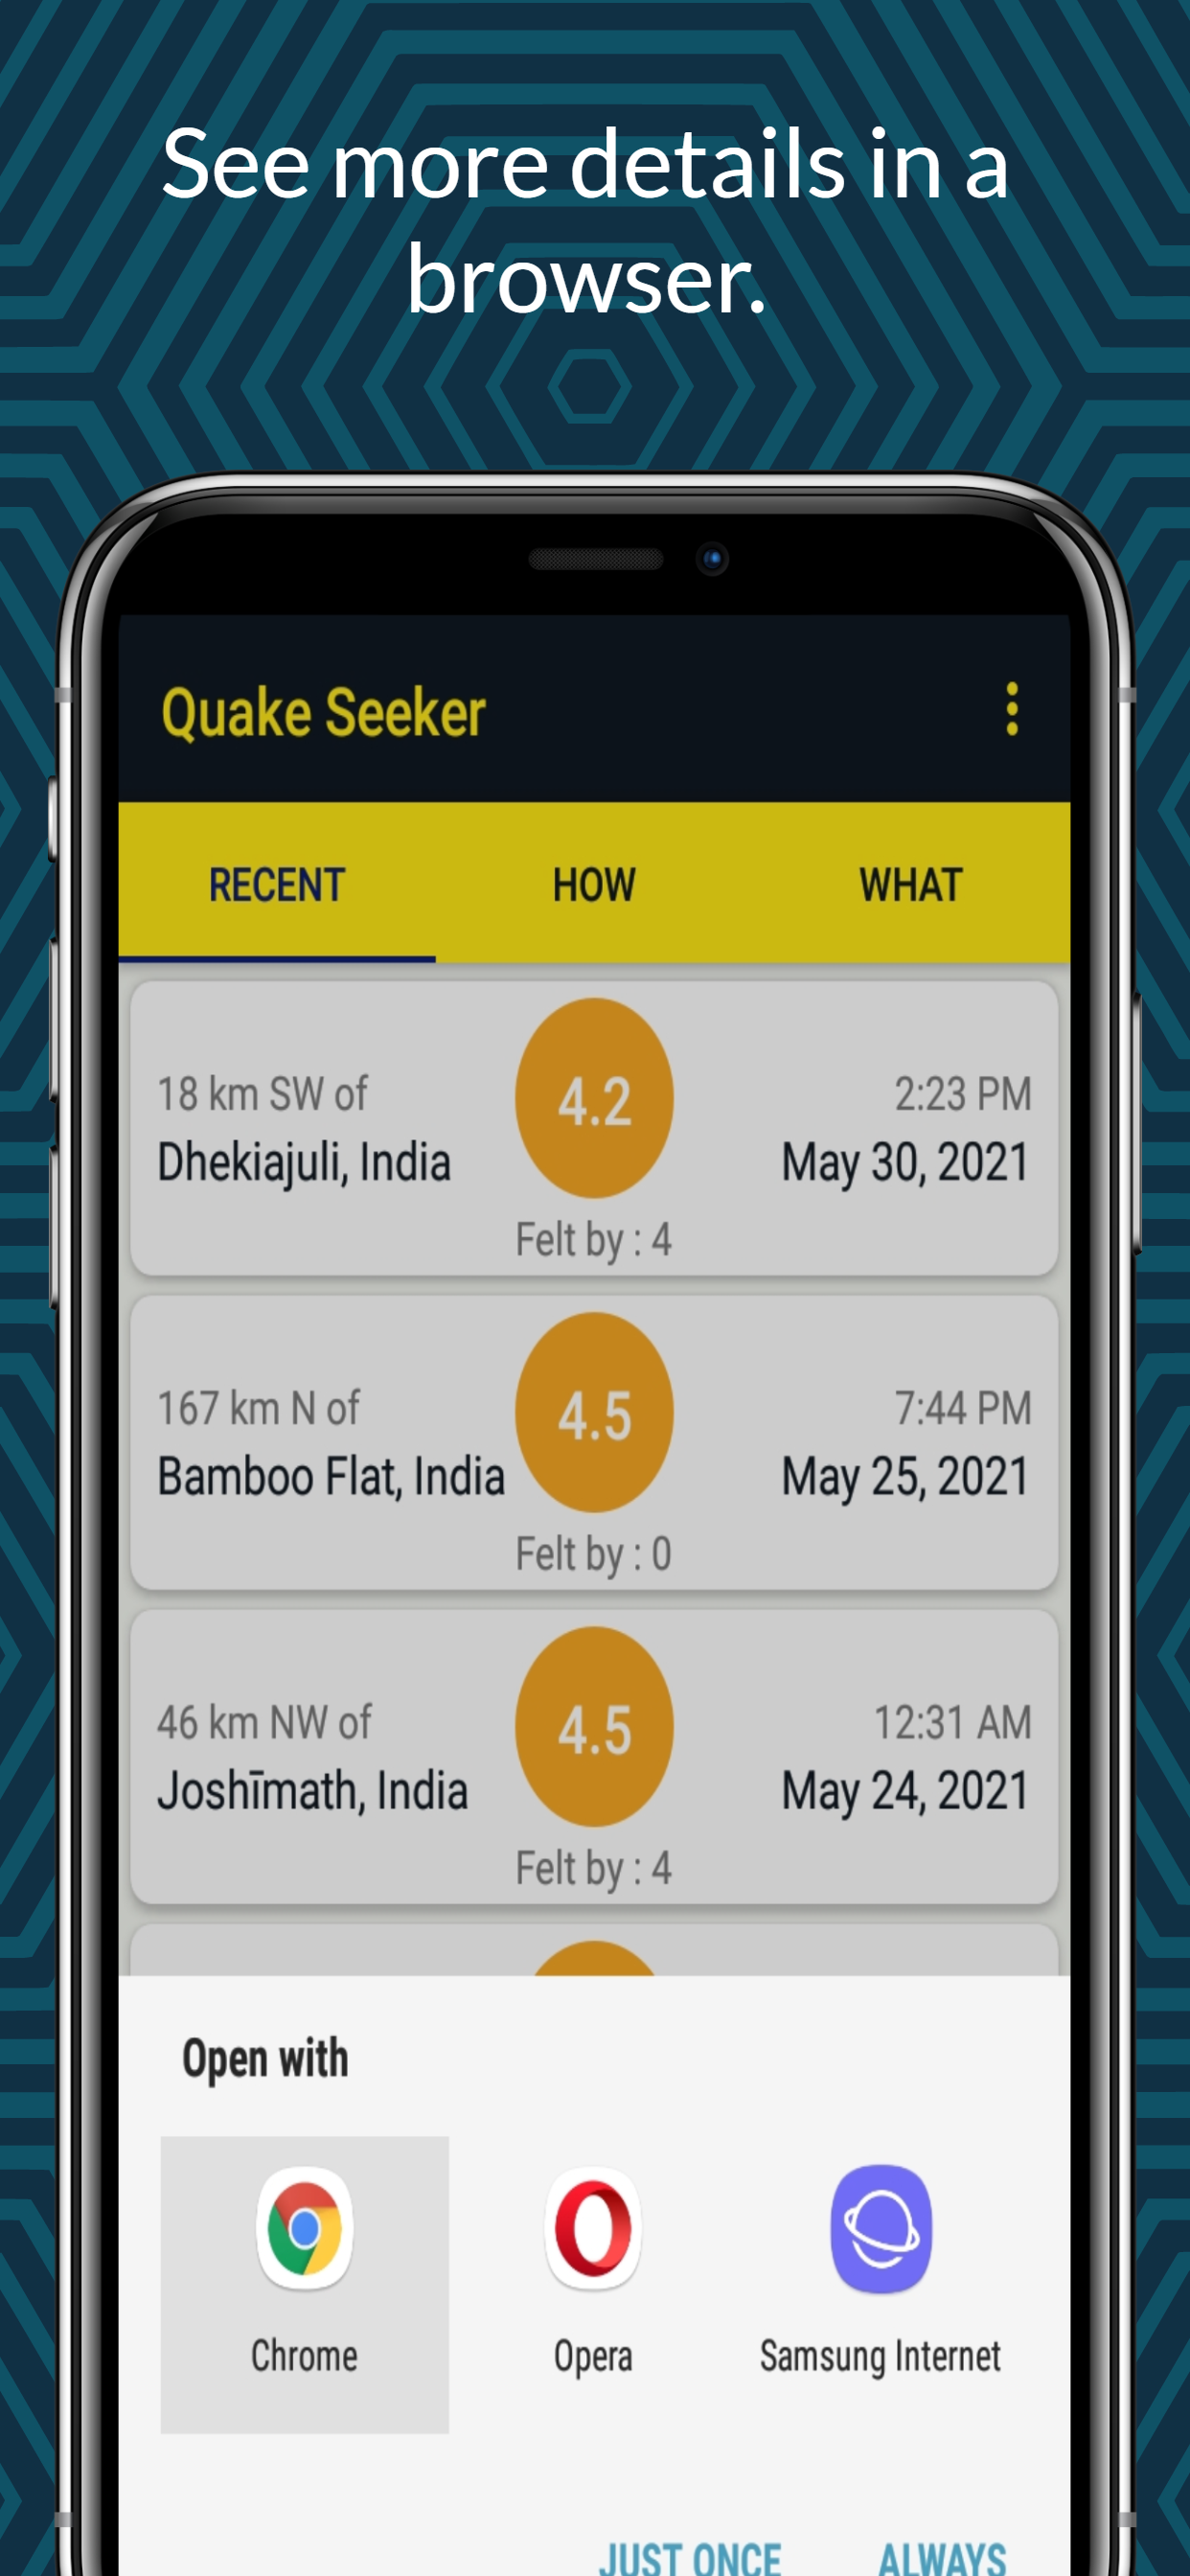 See more details in a
browser.
Quake Seeker
RECENT HOW WHAT
18 km SW of
Dhekiajuli, India
4.2
Felt by : 4
2:23 PM
May 30, 2021
167 km N of
Bamboo Flat, India
4.5
Felt by : 0
7:44 PM
May 25, 2021
46 km NW of
Joshīmath, India
4.5
Felt by : 4
12:31 AM
May 24, 2021
Open with
Chrome Opera Samsung Internet
JUST ONCE ALWAYS